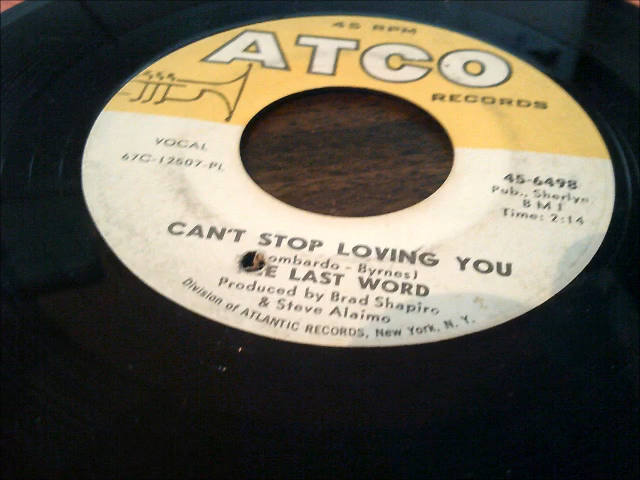 45 RPM
ATCO
RECORDS
VOCAL
67C-12507-PL
45-6498
Pub., Sherlyn
BMI
Time: 2:14
CAN'T STOP LOVING YOU
ombardo - Byrnes)
E LAST WORD
Produced by Brad Shapiro
& Steve Alaimo
Division of ATLANTIC RECORDS, New York, N. Y.